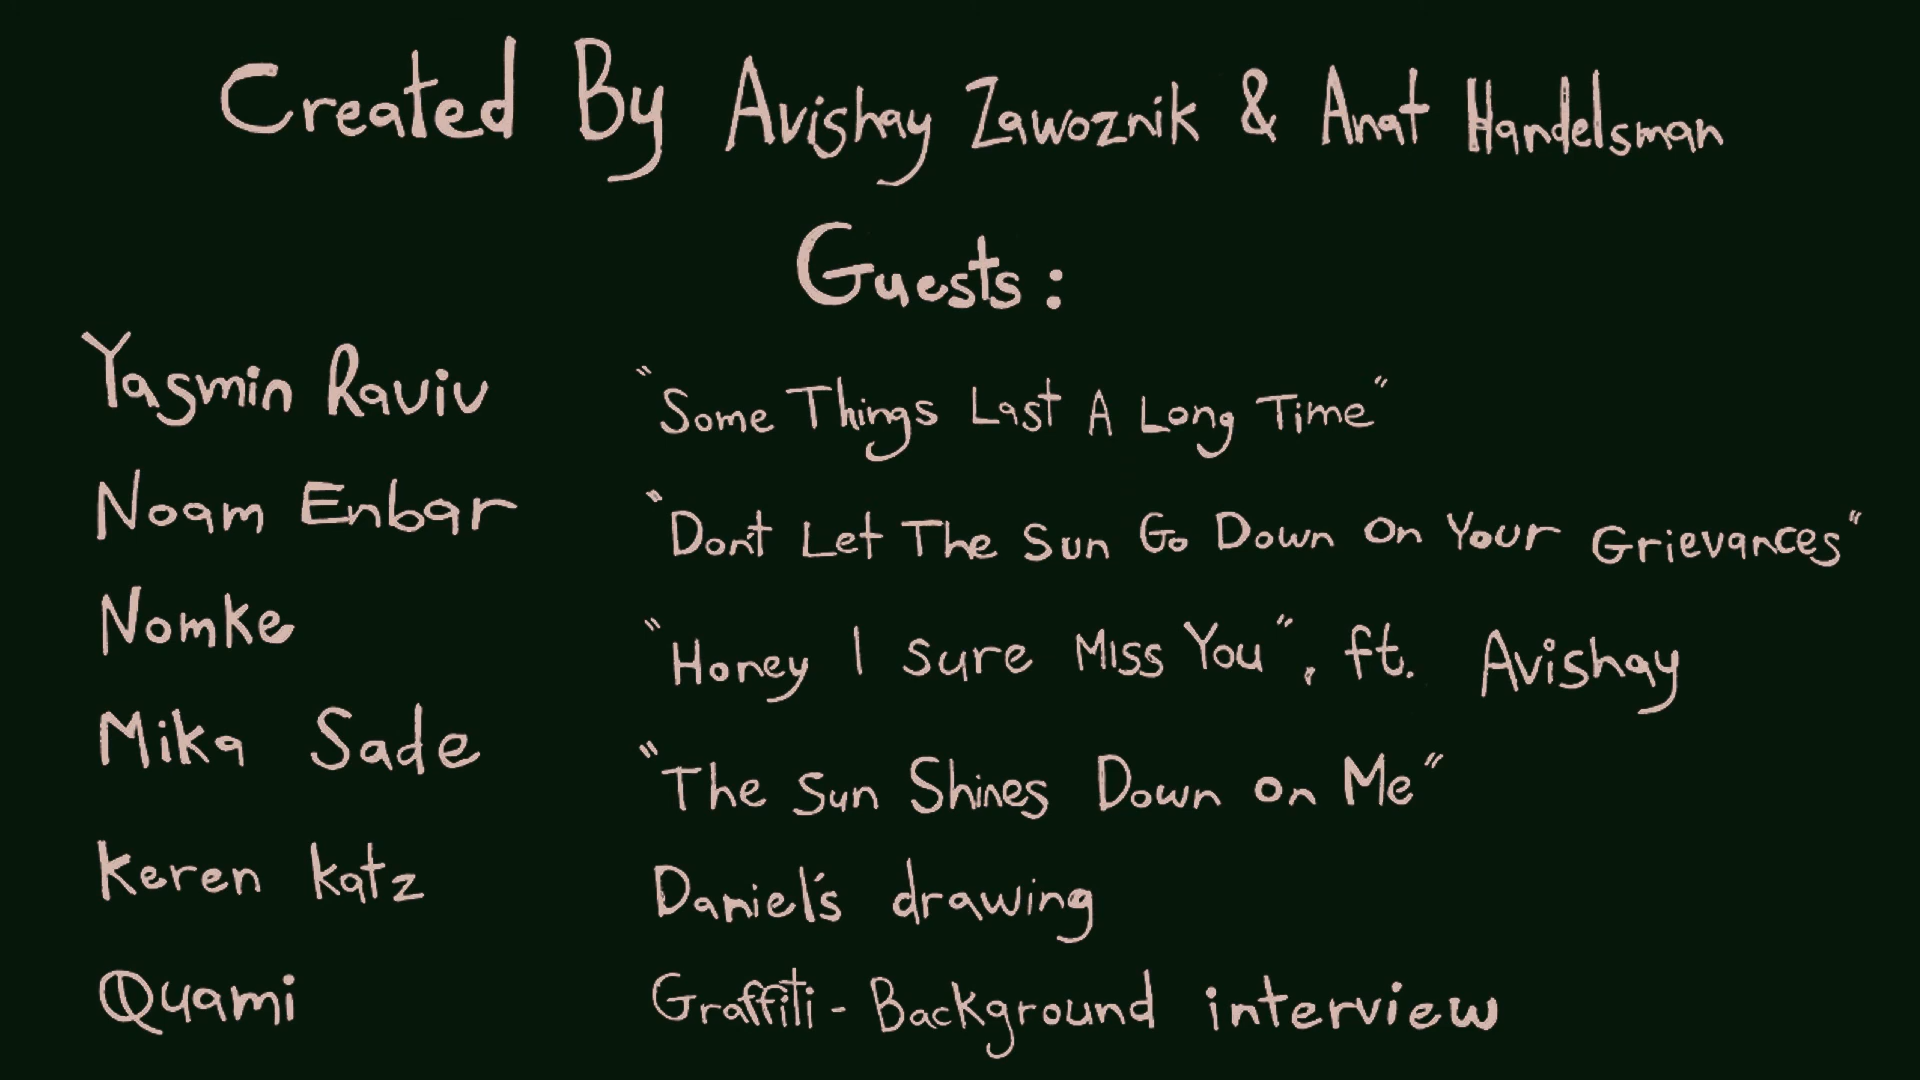 Created By Avishay Zawoznik & Anat Handelsman
Guests:
Yasmin Raviv "Some Things Last A Long Time"
Noam Enbar "Don't Let The Sun Go Down On Your Grievances"
Nomke "Honey I Sure Miss You", ft. Avishay
Mika Sade "The Sun Shines Down on Me"
Keren Katz Daniel's drawing
Quami Graffiti - Background interview